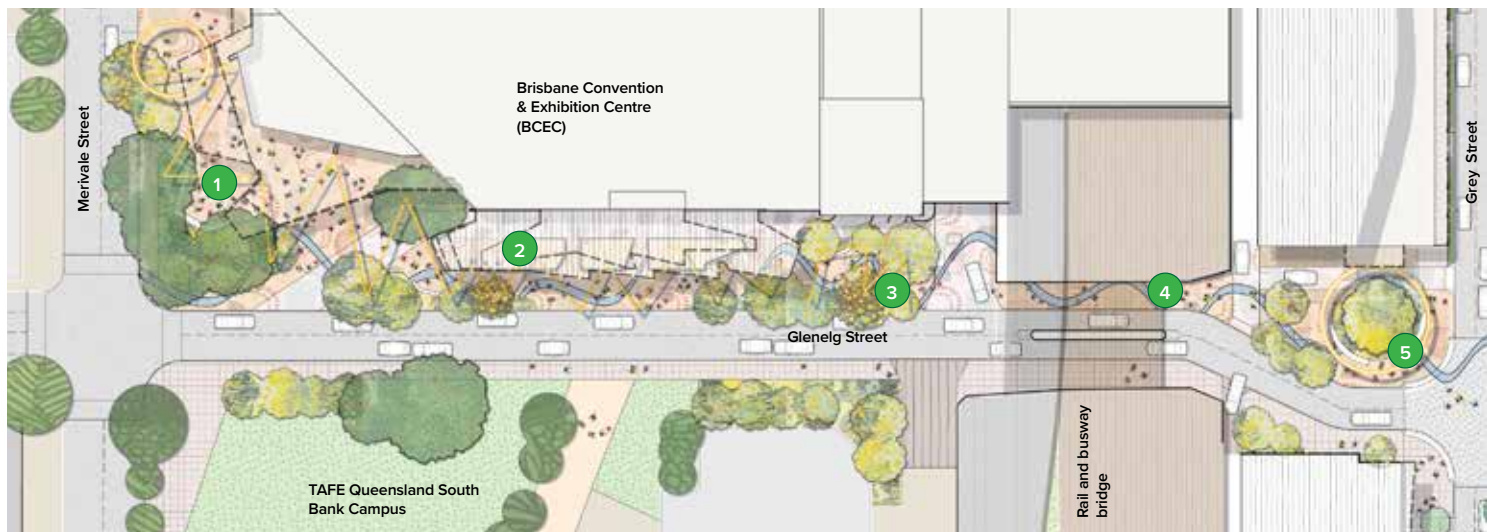 Brisbane Convention
& Exhibition Centre
(BCEC)
Merivale Street
Grey Street
1
2
3
4
5
Glenelg Street
TAFE Queensland South
Bank Campus
Rail and busway
bridge